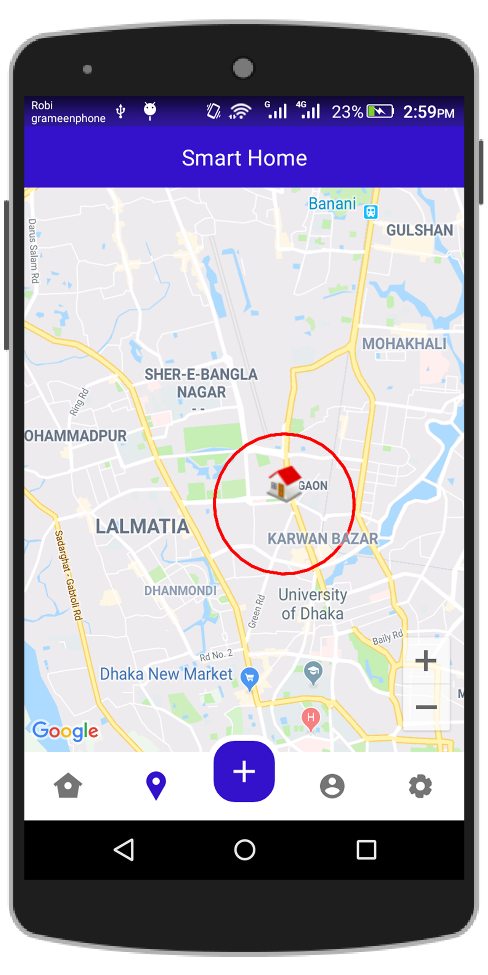 Robi
grameenphone
G
4G
23%
2:59PM
Smart Home
Banani
GULSHAN
Darus Salam Rd
MOHAKHALI
SHER-E-BANGLA
NAGAR
Ring Rd
OHAMMADPUR
GAON
LALMATIA
KARWAN BAZAR
Sadarghat - Gabtoli Rd
DHANMONDI
University
of Dhaka
Green Rd
Baily Rd
Rd No. 2
Dhaka New Market
+
M
−
H
Google
+